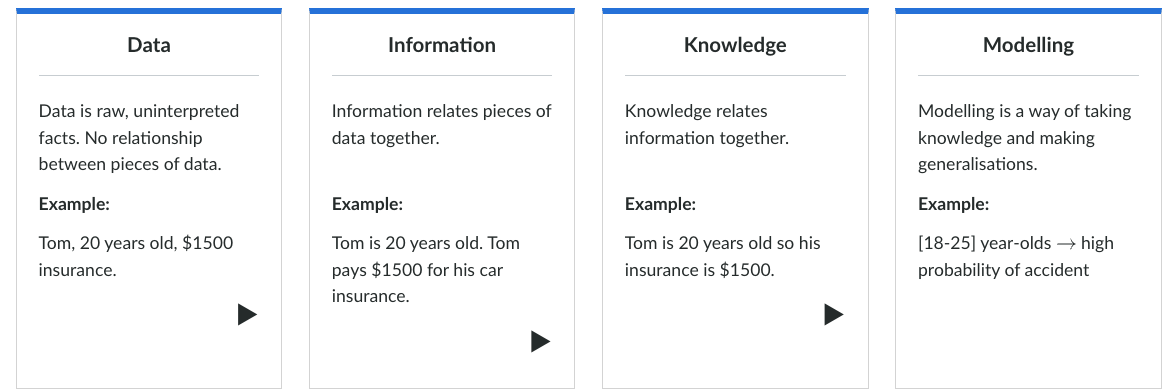 Data
Data is raw, uninterpreted
facts. No relationship
between pieces of data.
Example:
Tom, 20 years old, $1500
insurance.
Information
Information relates pieces of
data together.
Example:
Tom is 20 years old. Tom
pays $1500 for his car
insurance.
Knowledge
Knowledge relates
information together.
Example:
Tom is 20 years old so his
insurance is $1500.
Modelling
Modelling is a way of taking
knowledge and making
generalisations.
Example:
[18-25] year-olds → high
probability of accident